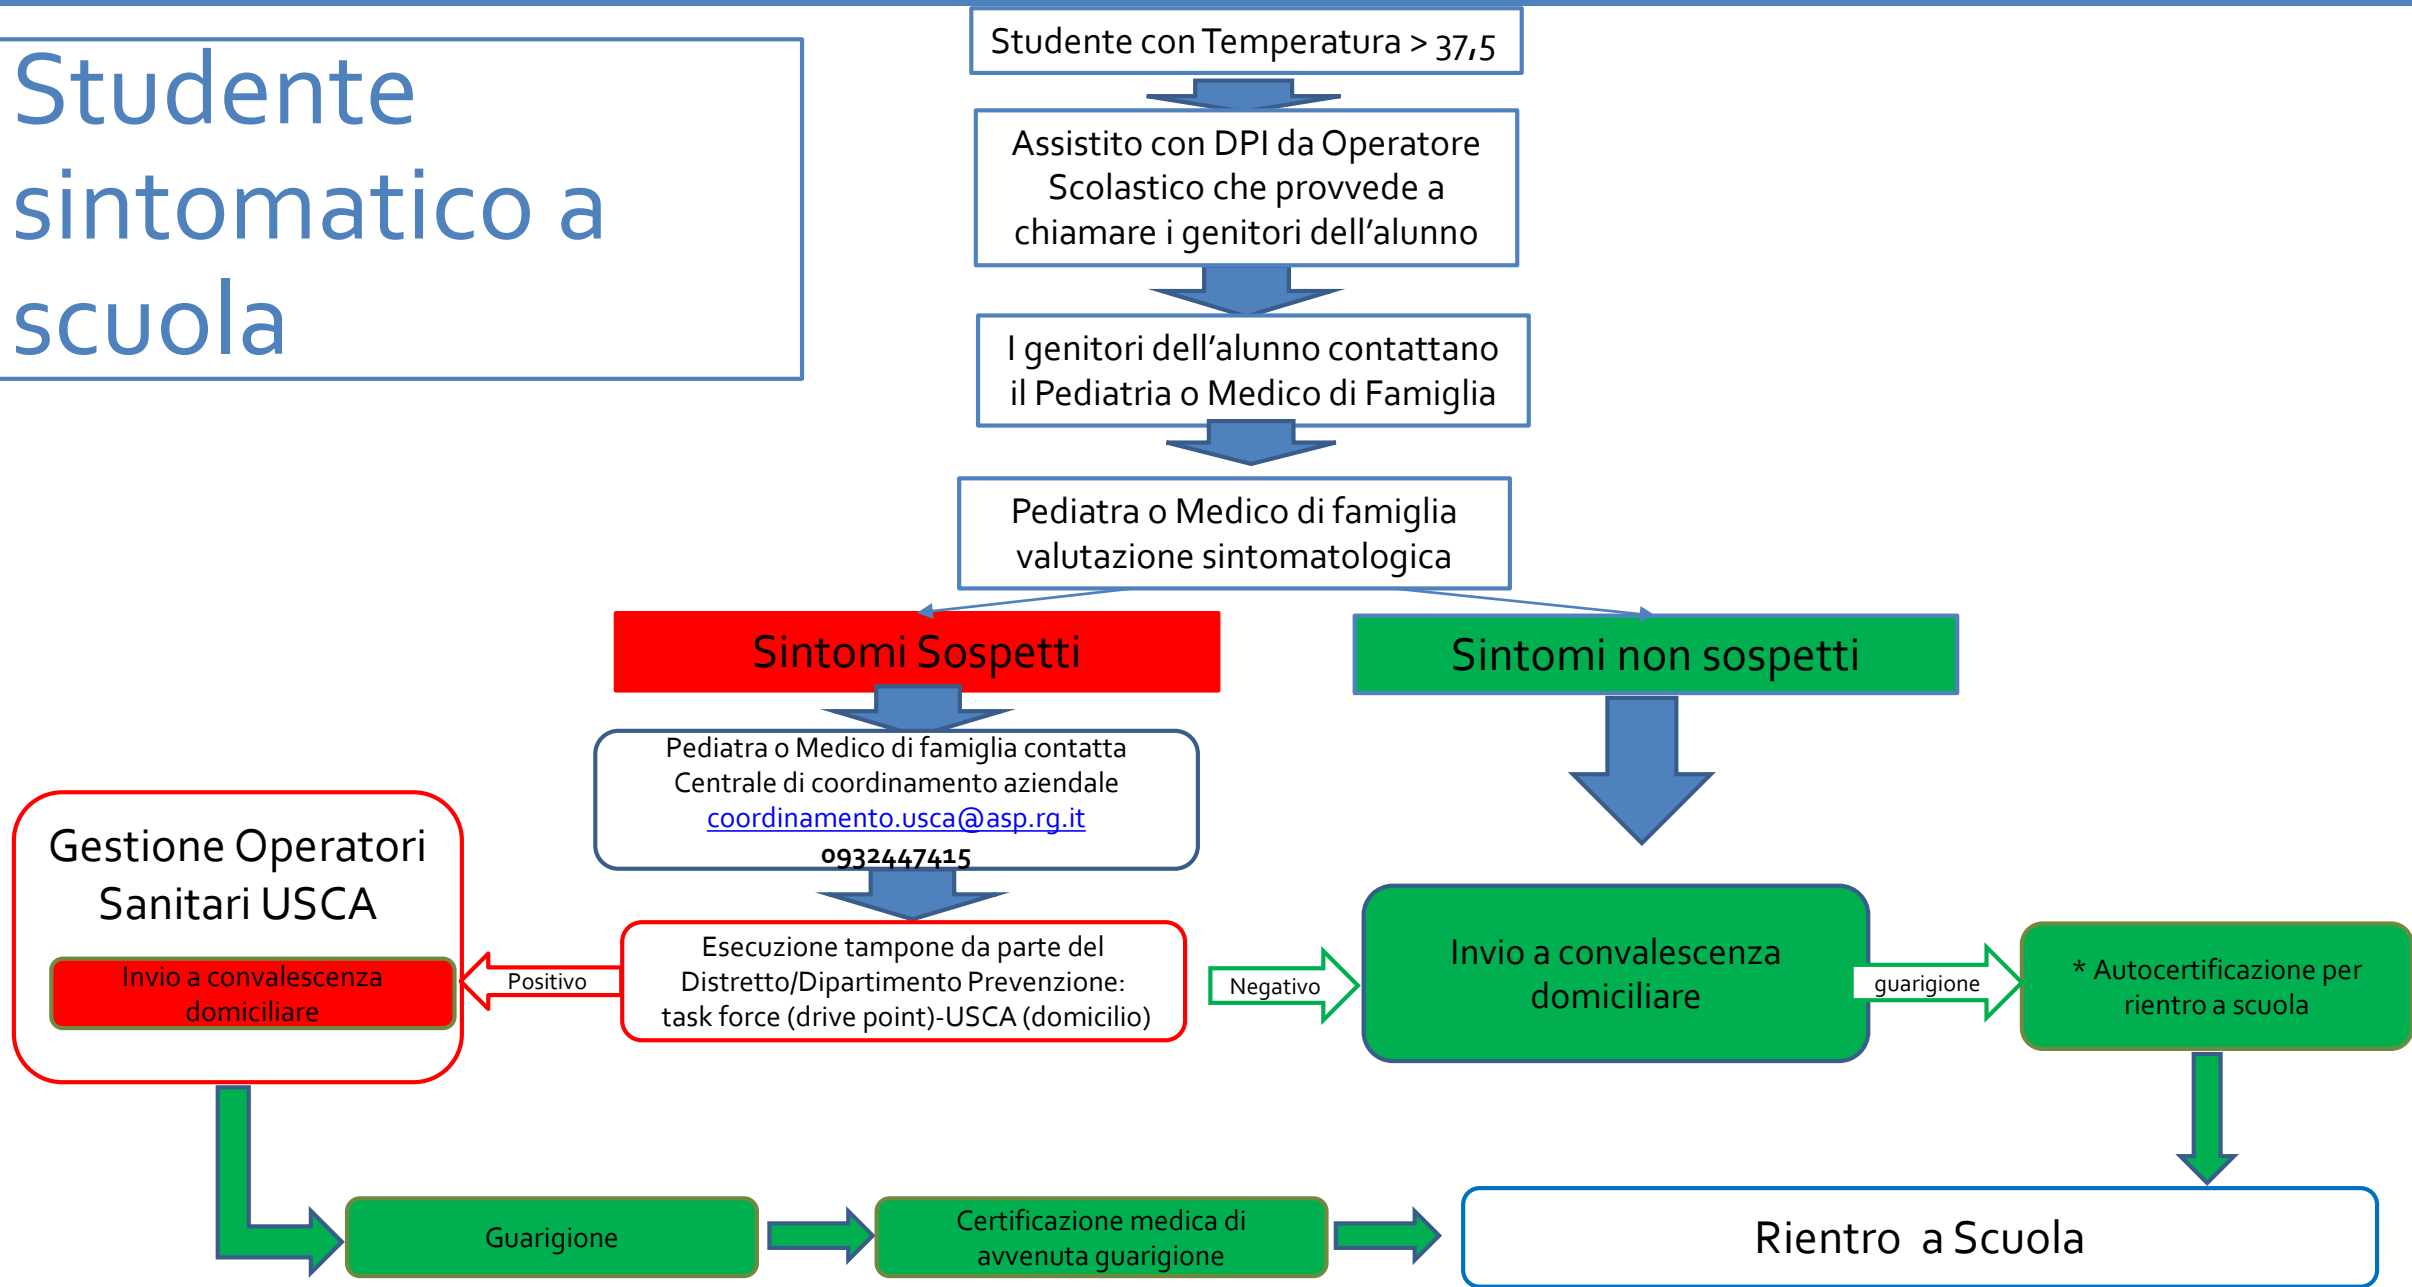 Studente
sintomatico a
scuola
Studente con Temperatura > 37,5
Assistito con DPI da Operatore
Scolastico che provvede a
chiamare i genitori dell’alunno
I genitori dell’alunno contattano
il Pediatria o Medico di Famiglia
Pediatra o Medico di famiglia
valutazione sintomatologica
Sintomi Sospetti
Sintomi non sospetti
Pediatra o Medico di famiglia contatta
Centrale di coordinamento aziendale
coordinamento.usca@asp.rg.it
0932447415
Gestione Operatori
Sanitari USCA
Invio a convalescenza
domiciliare
Positivo
Esecuzione tampone da parte del
Distretto/Dipartimento Prevenzione:
task force (drive point)-USCA (domicilio)
Negativo
Invio a convalescenza
domiciliare
guarigione
* Autocertificazione per
rientro a scuola
Guarigione
Certificazione medica di
avvenuta guarigione
Rientro a Scuola